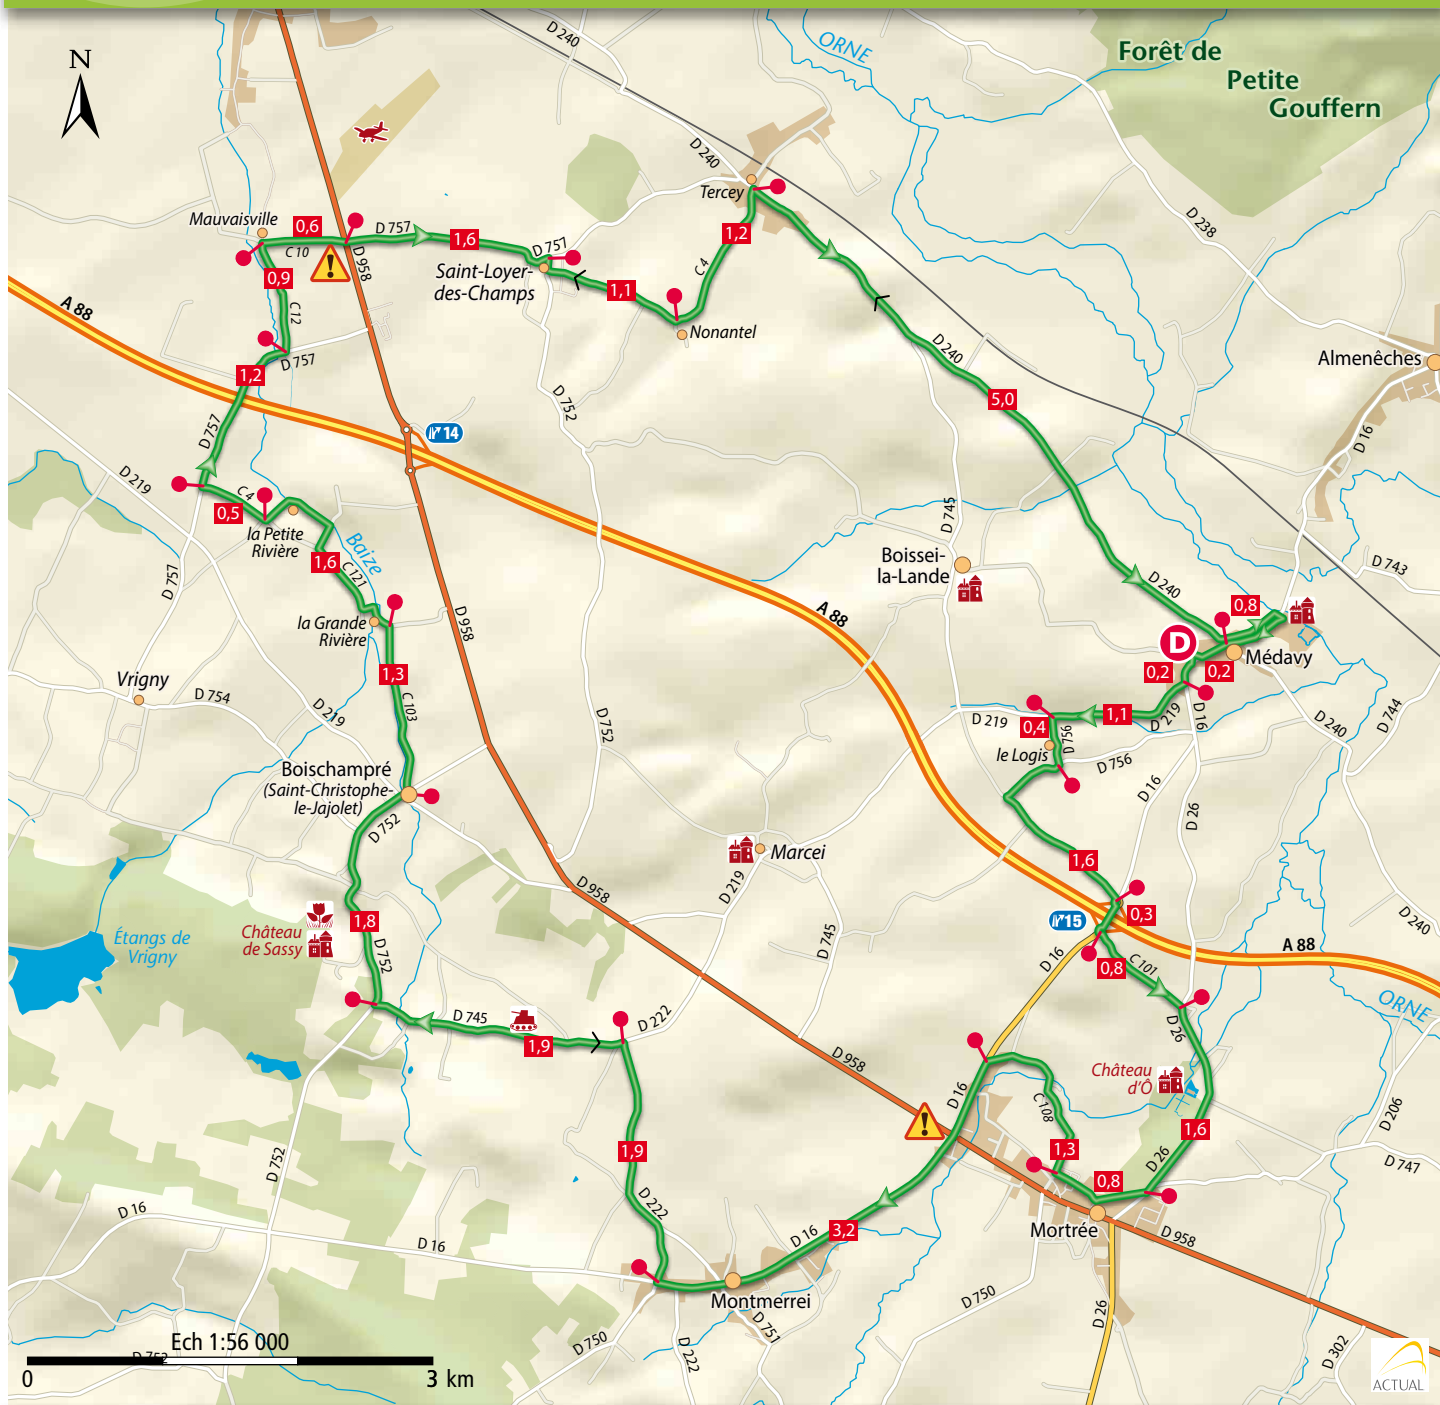 N
D 240
ORNE
Forêt de
Petite
Gouffern
D 240
Tercey
D 238
Mauvaisville
0,6
C10
D 757
D 958
1,6
D 757
1,2
C 4
Saint-Loyer-
des-Champs
0,9
C12
1,1
Nonantel
A 88
D 757
1,2
D 240
5,0
Almenêches
D 752
D 16
14
D 757
D 219
C 4
0,5
la Petite
Rivière
Baize
1,6
C121
D 745
Boissei-
la-Lande
D 743
D 757
D 958
A 88
D 240
0,8
la Grande
Rivière
D
Médavy
0,2
0,2
1,3
C103
Vrigny
D 754
D 219
D 752
D 219
0,4
D 756
1,1
D 219
D 16
D 240
D 744
le Logis
D 756
D 16
D 26
Boischampré
(Saint-Christophe-
le-Jajolet)
D 752
Marcei
1,6
D 219
D 958
1,8
15
0,3
D 240
Château
de Sassy
Étangs de
Vrigny
D 752
D 745
D 16
0,8
C101
A 88
ORNE
D 745
1,9
D 222
D 26
D 958
Château
d'Ô
D 16
C108
D 206
1,6
1,9
1,3
D 26
D 747
D 752
0,8
D 222
D 16
D 16
D 16
3,2
Mortrée
D 958
Montmerrei
D 750
D 751
D 26
D 750
D 222
D 302
Ech 1:56 000
D 752
0
3 km
ACTUAL